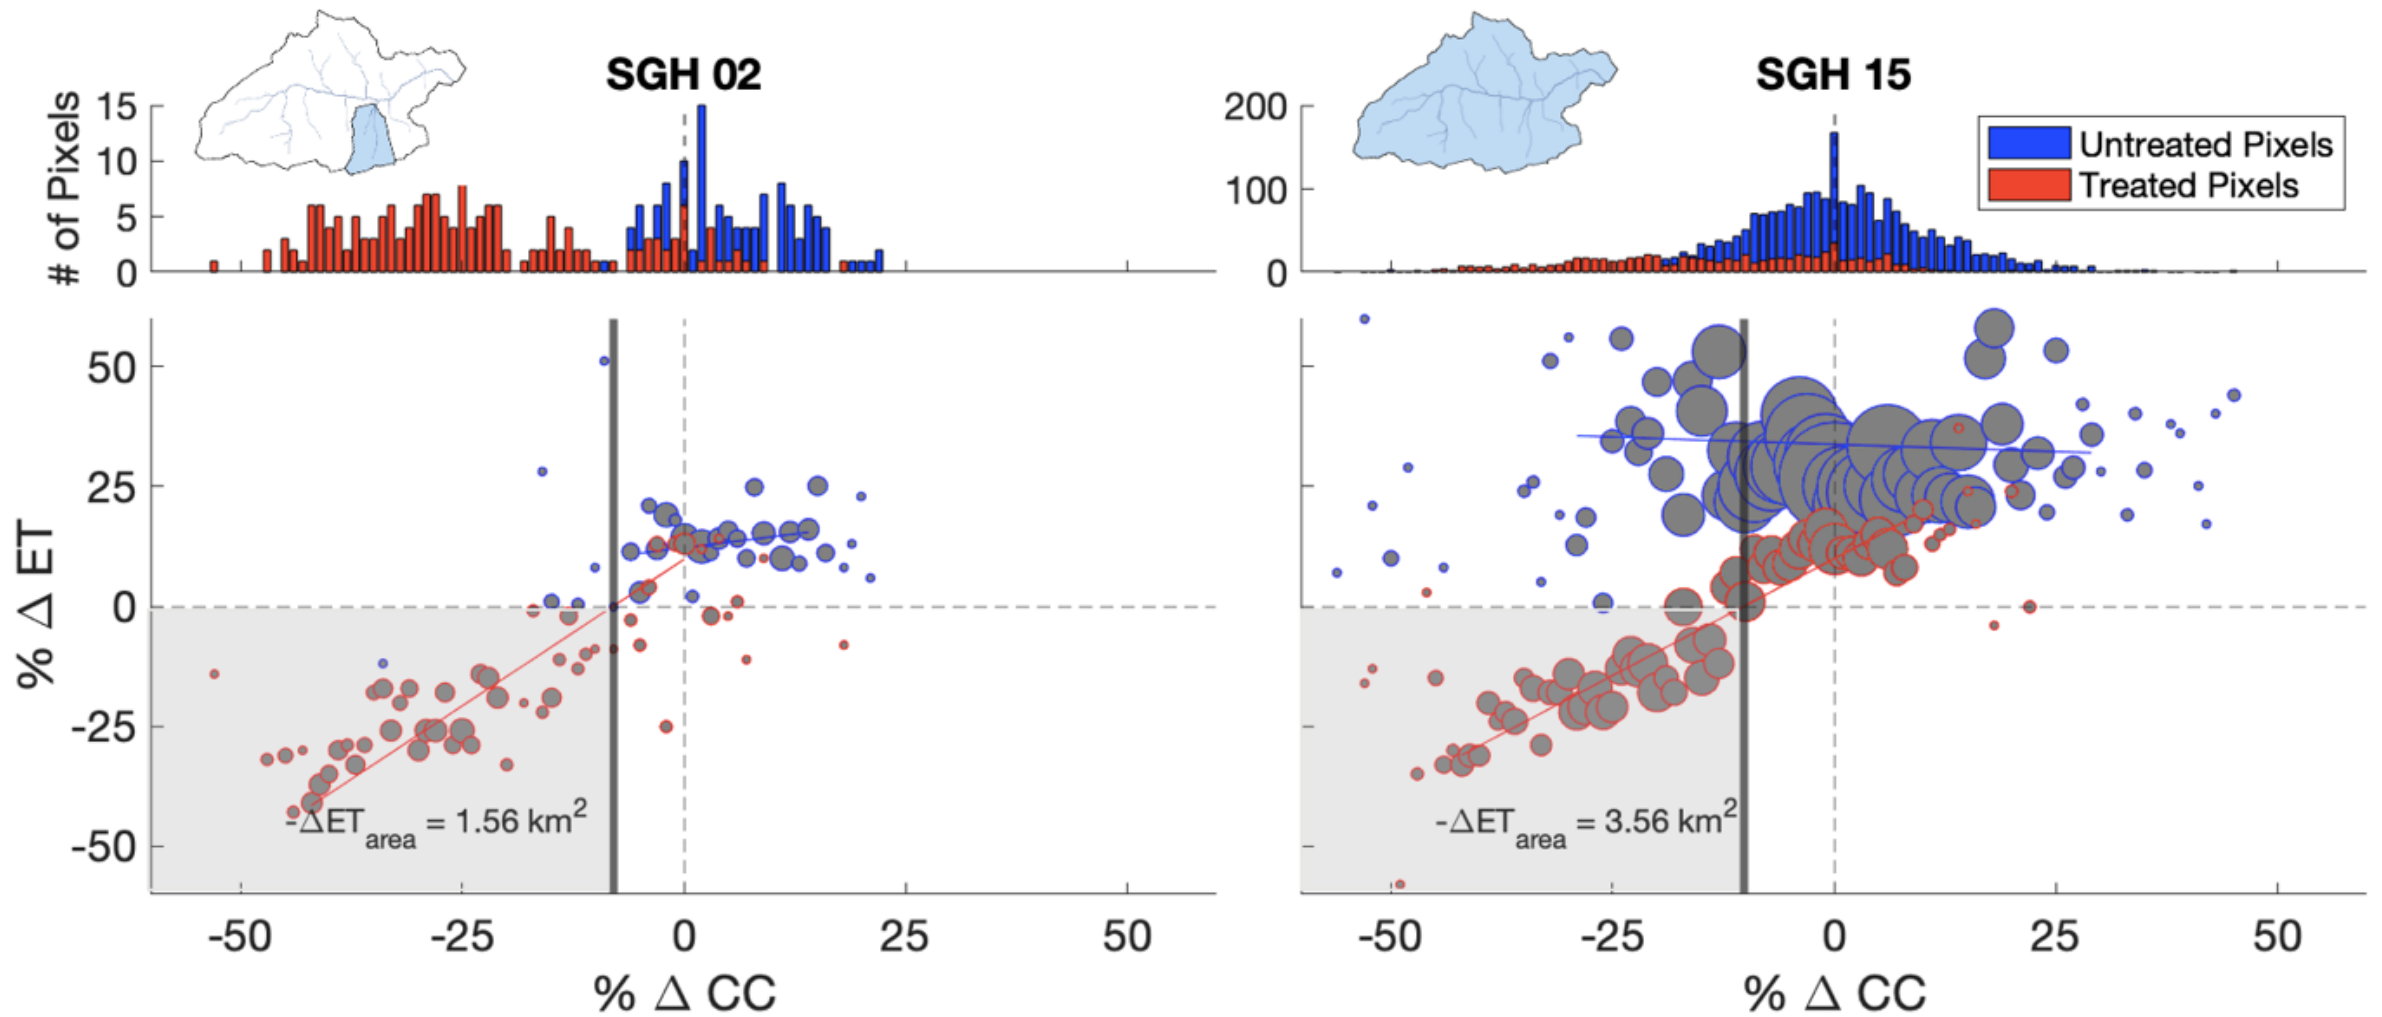 SGH 02
# of Pixels
15
10
5
0
% Δ ET
50
25
0
-25
-50
-ΔETarea = 1.56 km2
-50 -25 0 25 50
% Δ CC
SGH 15
200
100
0
Untreated Pixels
Treated Pixels
-ΔETarea = 3.56 km2
-50 -25 0 25 50
% Δ CC